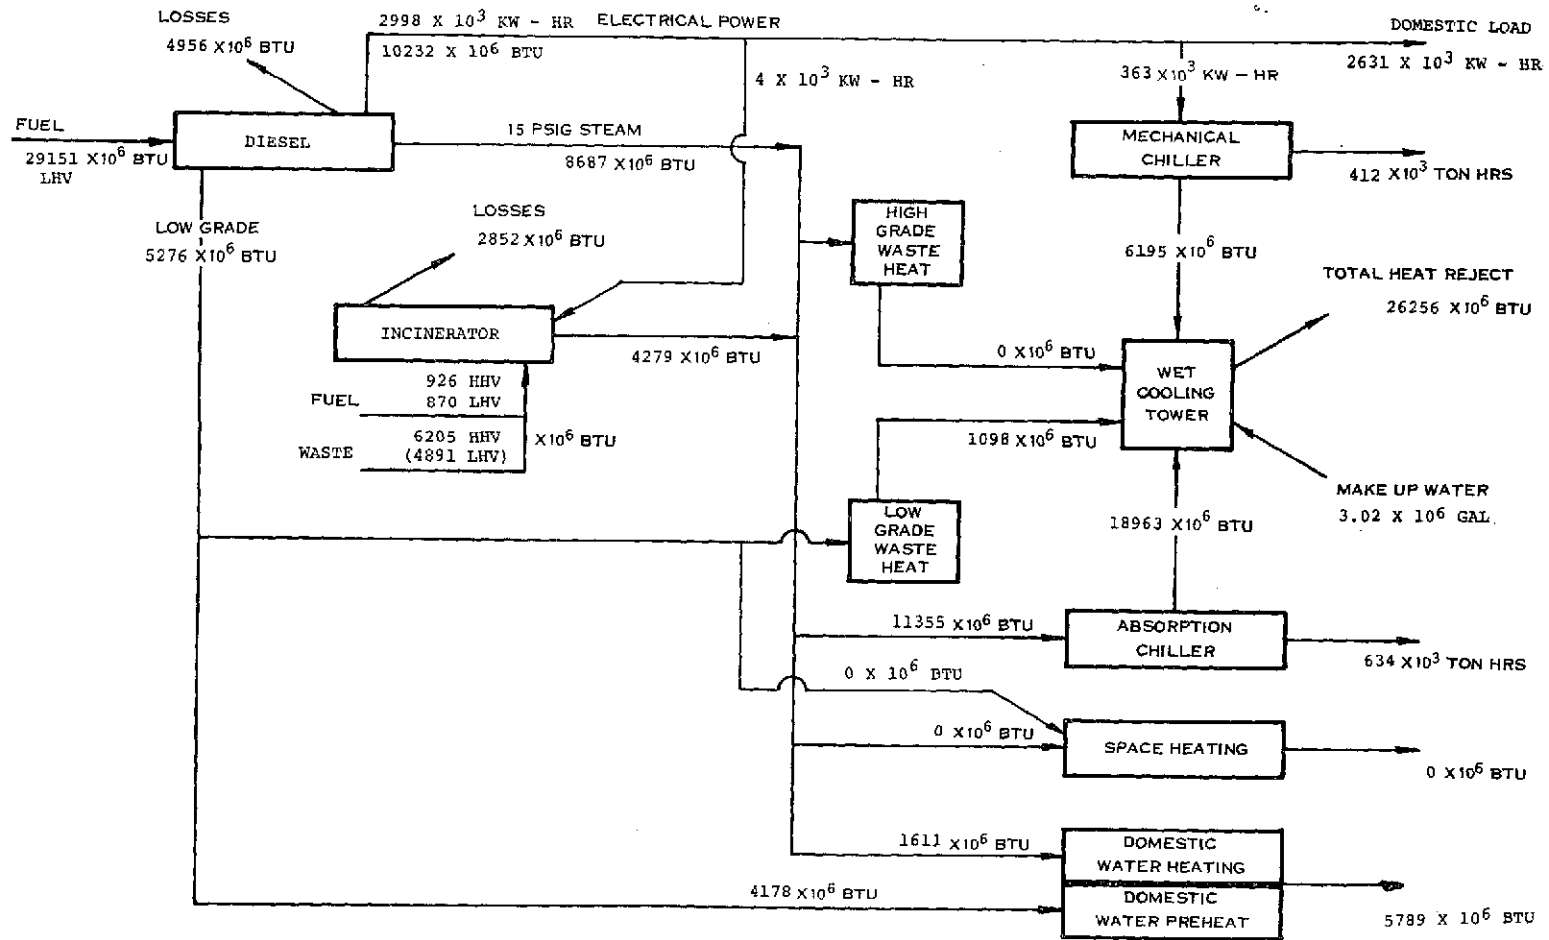 LOSSES
4956 X10⁶ BTU
2998 X 10³ KW - HR ELECTRICAL POWER
10232 X 10⁶ BTU
DOMESTIC LOAD
2631 X 10³ KW - HR
4 X 10³ KW - HR
363 X10³ KW - HR
FUEL
29151 X10⁶ BTU
LHV
DIESEL
15 PSIG STEAM
8687 X10⁶ BTU
MECHANICAL
CHILLER
412 X10³ TON HRS
LOW GRADE
5276 X10⁶ BTU
LOSSES
2852 X10⁶ BTU
HIGH
GRADE
WASTE
HEAT
6195 X10⁶ BTU
TOTAL HEAT REJECT
26256 X10⁶ BTU
INCINERATOR
4279 X10⁶ BTU
0 X10⁶ BTU
WET
COOLING
TOWER
926 HHV
870 LHV
FUEL
6205 HHV
(4891 LHV)
WASTE
X10⁶ BTU
1098 X10⁶ BTU
MAKE UP WATER
3.02 X 10⁶ GAL.
LOW
GRADE
WASTE
HEAT
18963 X10⁶ BTU
11355 X10⁶ BTU
ABSORPTION
CHILLER
634 X10³ TON HRS
0 X 10⁶ BTU
0 X10⁶ BTU
SPACE HEATING
0 X10⁶ BTU
1611 X10⁶ BTU
DOMESTIC
WATER HEATING
4178 X10⁶ BTU
DOMESTIC
WATER PREHEAT
5789 X 10⁶ BTU